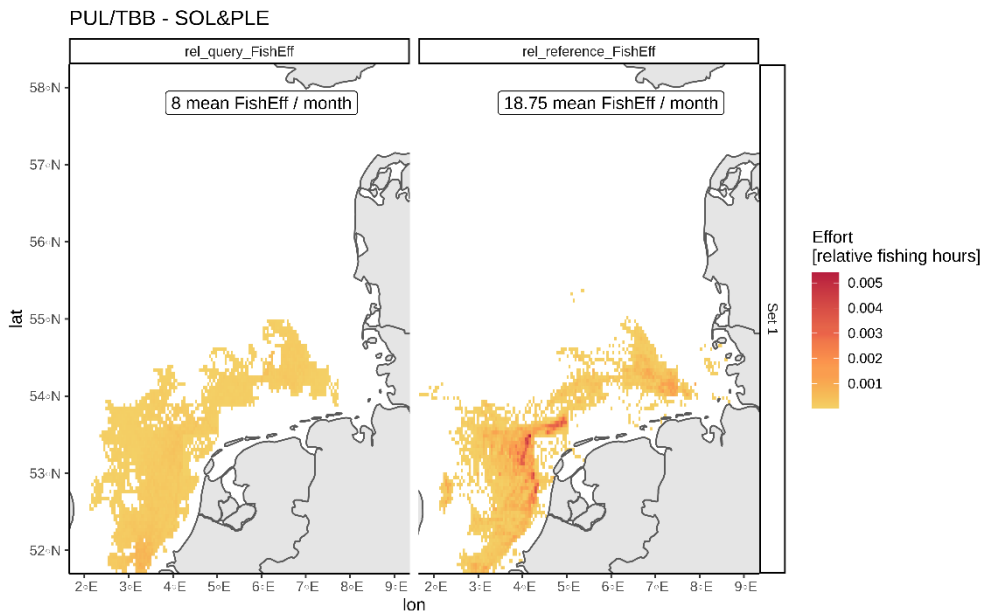 PUL/TBB - SOL&PLE
rel_query_FishEff
rel_reference_FishEff
8 mean FishEff / month
18.75 mean FishEff / month
58°N
57°N
56°N
55°N
54°N
53°N
52°N
lat
2°E 3°E 4°E 5°E 6°E 7°E 8°E 9°E
2°E 3°E 4°E 5°E 6°E 7°E 8°E 9°E
lon
Set 1
Effort
[relative fishing hours]
0.005
0.004
0.003
0.002
0.001